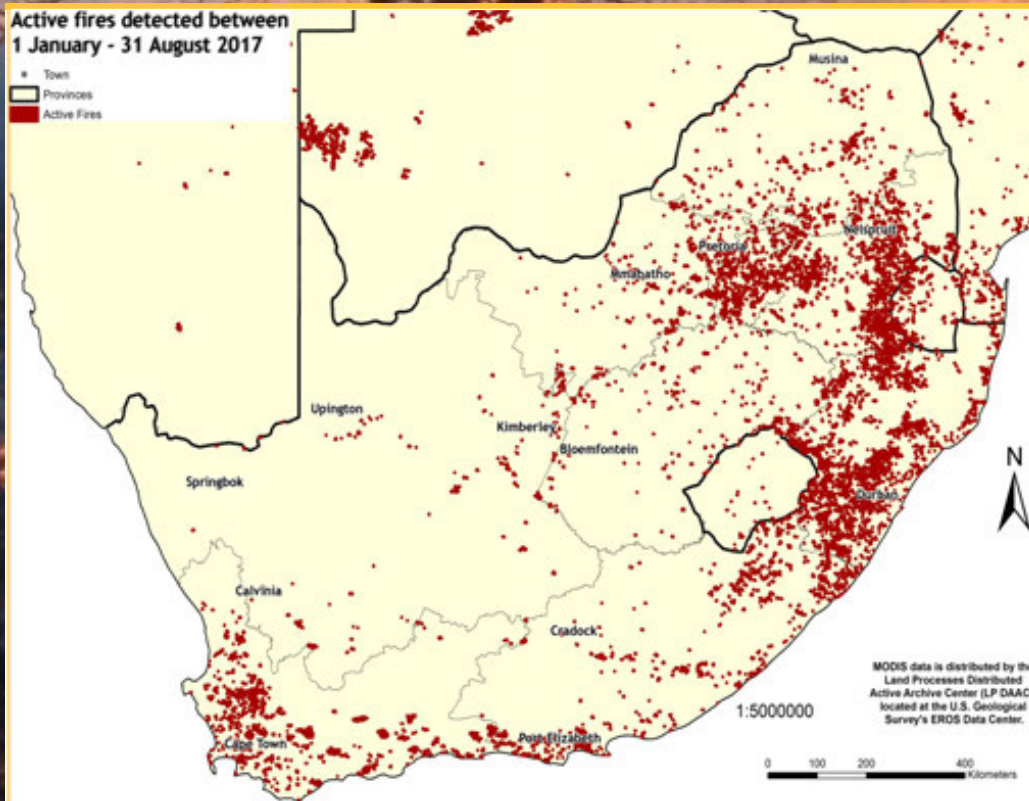 Active fires detected between
1 January - 31 August 2017
Town
Provinces
Active Fires
Musina
Nelspruit
Pretoria
Mmabatho
Upington
Kimberley
Bloemfontein
Springbok
Durban
N
Calvinia
Cradock
MODIS data is distributed by the
Land Processes Distributed
Active Archive Center (LP DAAC)
located at the U.S. Geological
Survey's EROS Data Center.
1:5000000
Port Elizabeth
Cape Town
0 100 200 400
Kilometers